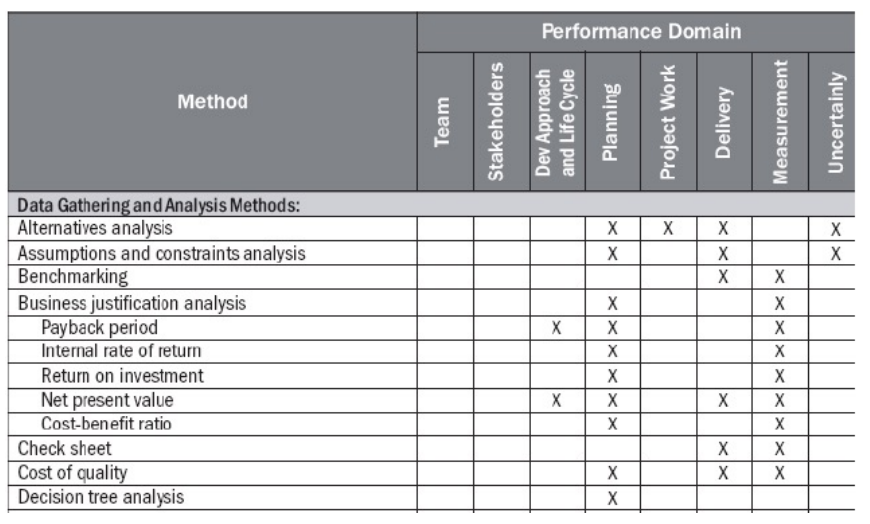 Performance Domain
Method
Team
Stakeholders
Dev Approach
and Life Cycle
Planning
Project Work
Delivery
Measurement
Uncertainly
Data Gathering and Analysis Methods:
Alternatives analysis X X X X
Assumptions and constraints analysis X X X
Benchmarking X X
Business justification analysis X X
Payback period X X X
Internal rate of return X X
Return on investment X X
Net present value X X X X
Cost-benefit ratio X X
Check sheet X X
Cost of quality X X X
Decision tree analysis X